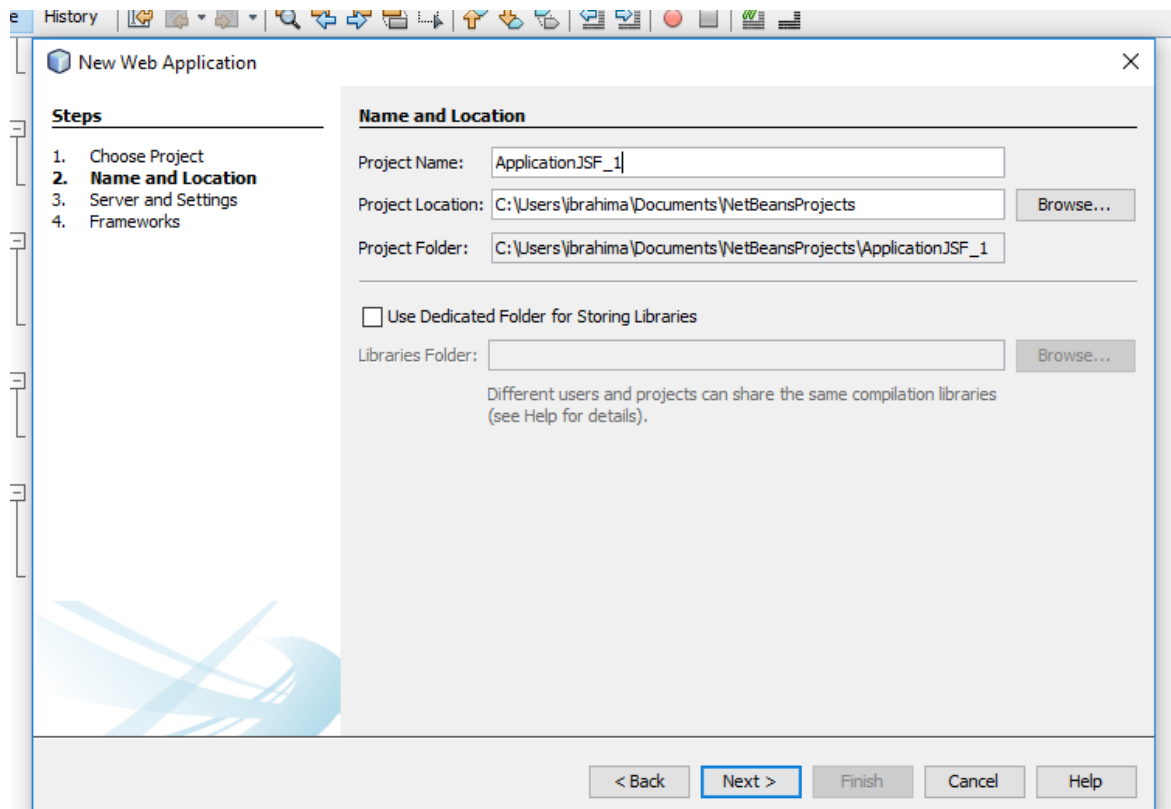 History
New Web Application
Steps
1. Choose Project
2. Name and Location
3. Server and Settings
4. Frameworks
Name and Location
Project Name: ApplicationJSF_1
Project Location: C:\Users\ibrahima\Documents\NetBeansProjects Browse...
Project Folder: C:\Users\ibrahima\Documents\NetBeansProjects\ApplicationJSF_1
Use Dedicated Folder for Storing Libraries
Libraries Folder: Browse...
Different users and projects can share the same compilation libraries
(see Help for details).
< Back Next > Finish Cancel Help